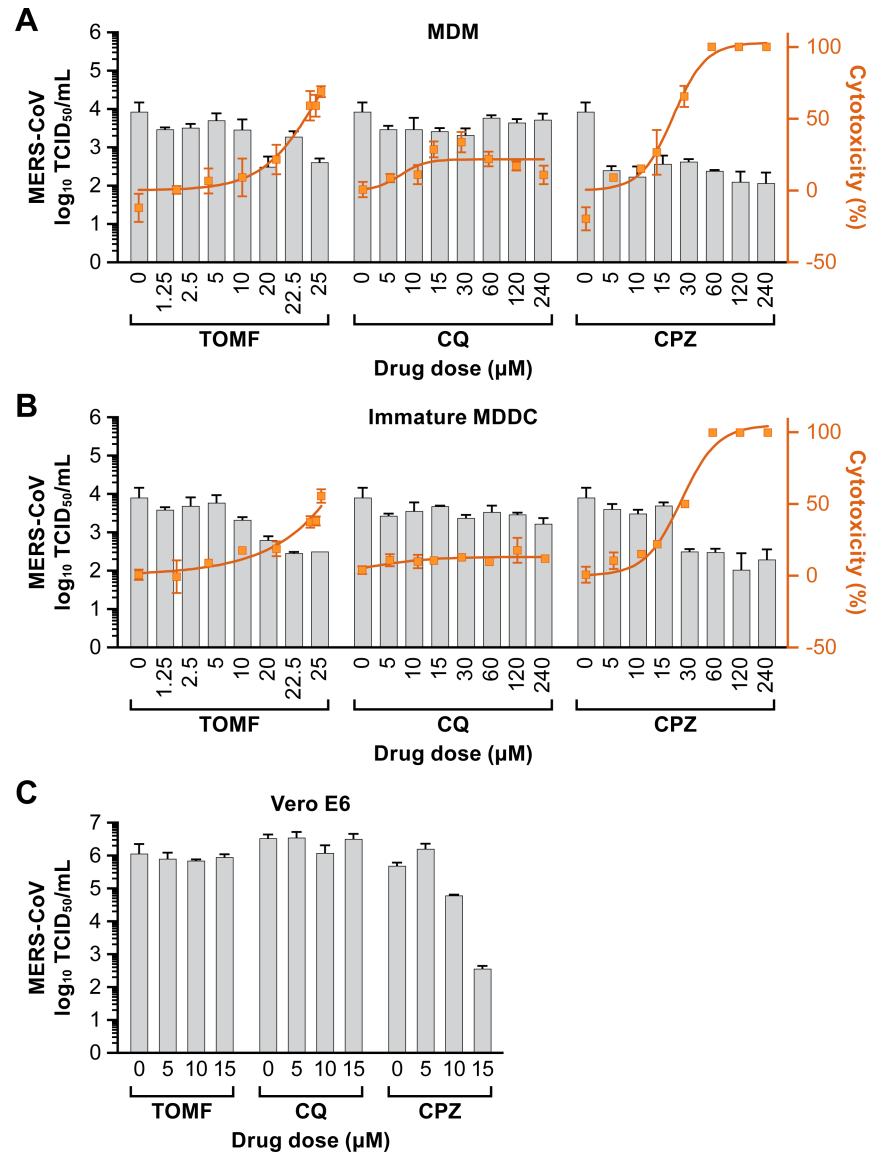 A
MDM
MERS-CoV
log₁₀ TCID₅₀/mL
6
5
4
3
2
1
0
100
50
0
-50
Cytotoxicity (%)
0 1.25 2.5 5 10 20 22.5 25 0 5 10 15 30 60 120 240 0 5 10 15 30 60 120 240
TOMF CQ CPZ
Drug dose (µM)
B
Immature MDDC
MERS-CoV
log₁₀ TCID₅₀/mL
6
5
4
3
2
1
0
100
50
0
-50
Cytotoxicity (%)
0 1.25 2.5 5 10 20 22.5 25 0 5 10 15 30 60 120 240 0 5 10 15 30 60 120 240
TOMF CQ CPZ
Drug dose (µM)
C
Vero E6
MERS-CoV
log₁₀ TCID₅₀/mL
7
6
5
4
3
2
1
0
0 5 10 15 0 5 10 15 0 5 10 15
TOMF CQ CPZ
Drug dose (µM)